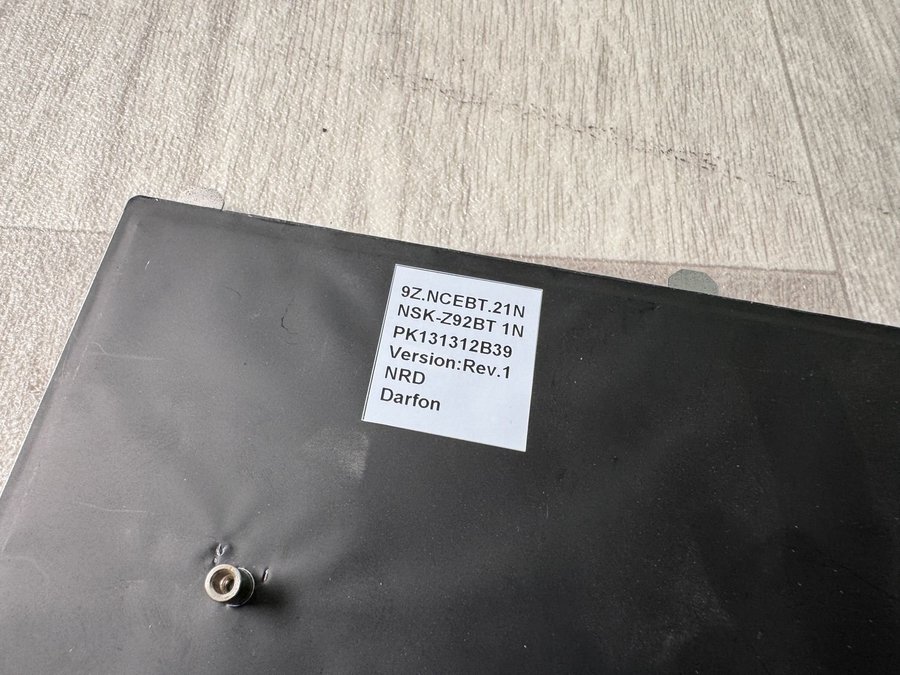 9Z.NCEBT.21N
NSK-Z92BT 1N
PK131312B39
Version:Rev.1
NRD
Darfon